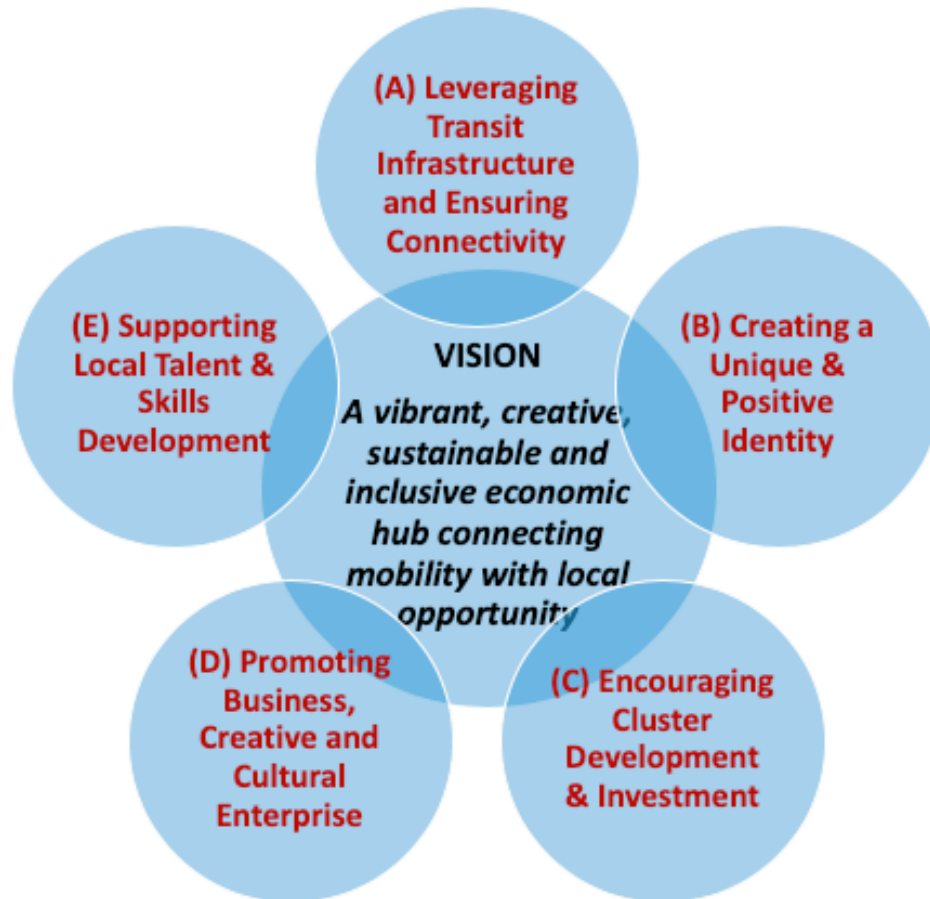 (A) Leveraging
Transit
Infrastructure
and Ensuring
Connectivity
(E) Supporting
Local Talent &
Skills
Development
(B) Creating a
Unique &
Positive
Identity
VISION
A vibrant, creative,
sustainable and
inclusive economic
hub connecting
mobility with local
opportunity
(D) Promoting
Business,
Creative and
Cultural
Enterprise
(C) Encouraging
Cluster
Development
& Investment